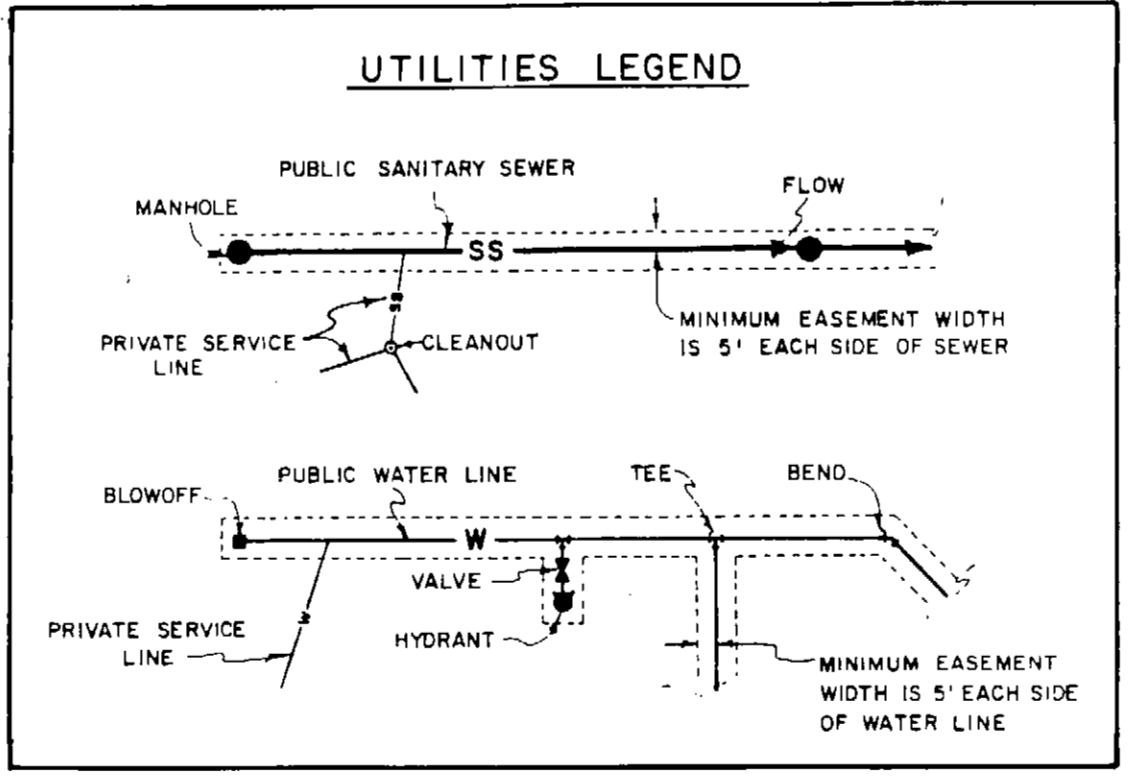 UTILITIES LEGEND
PUBLIC SANITARY SEWER
FLOW
MANHOLE
SS
SS
MINIMUM EASEMENT WIDTH
IS 5' EACH SIDE OF SEWER
PRIVATE SERVICE
LINE
CLEANOUT
PUBLIC WATER LINE
TEE
BEND
BLOWOFF
W
VALVE
W
PRIVATE SERVICE
LINE
HYDRANT
MINIMUM EASEMENT
WIDTH IS 5' EACH SIDE
OF WATER LINE